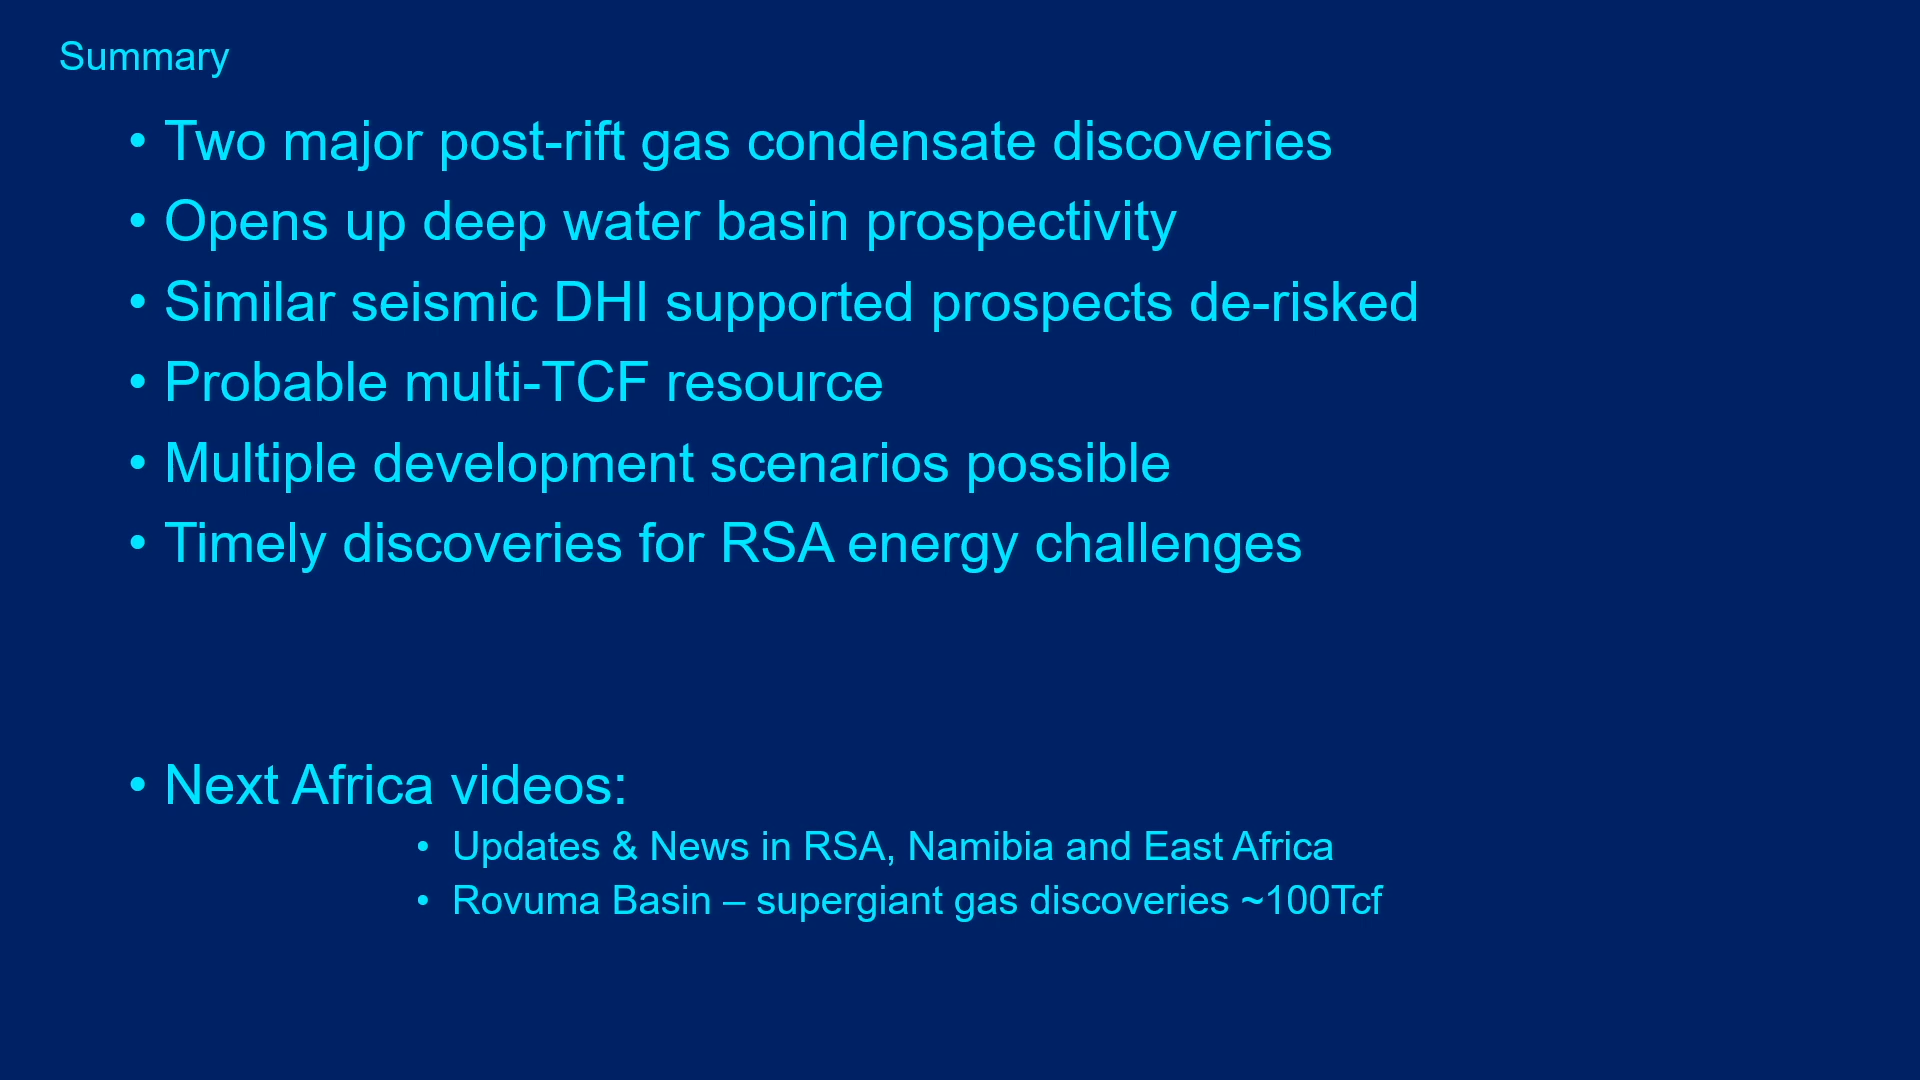 Summary
• Two major post-rift gas condensate discoveries
• Opens up deep water basin prospectivity
• Similar seismic DHI supported prospects de-risked
• Probable multi-TCF resource
• Multiple development scenarios possible
• Timely discoveries for RSA energy challenges
• Next Africa videos:
• Updates & News in RSA, Namibia and East Africa
• Rovuma Basin – supergiant gas discoveries ~100Tcf